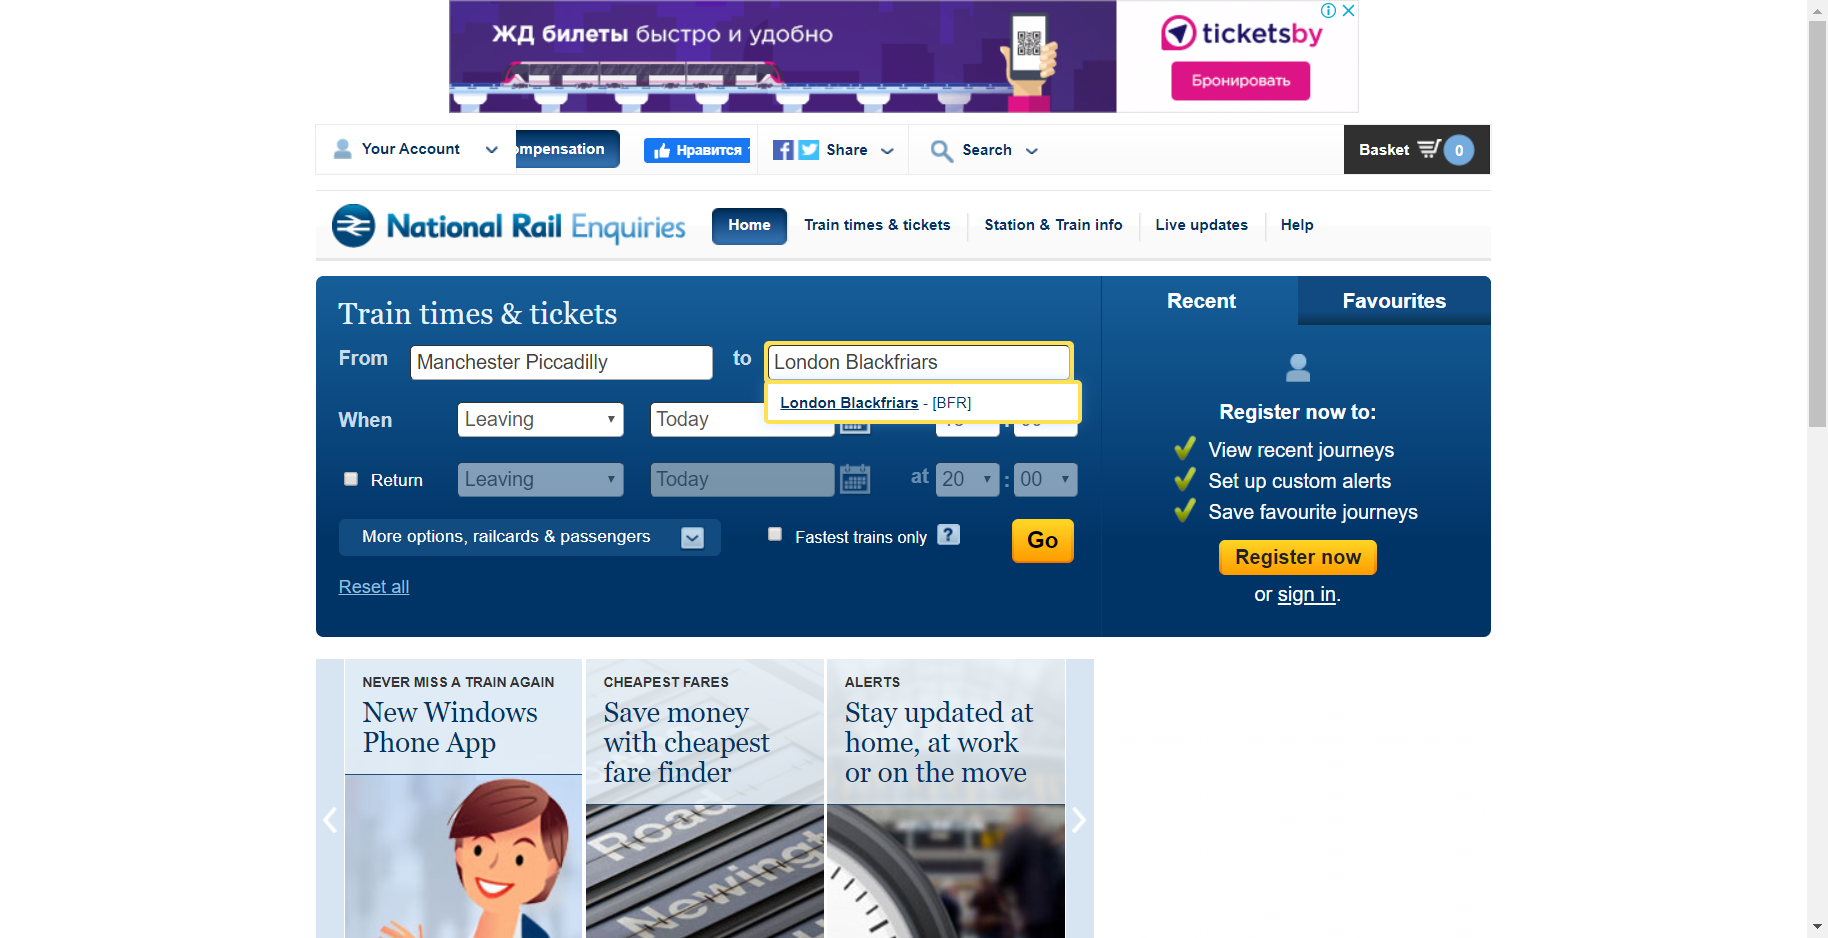 ЖД билеты быстро и удобно
ticketsby
Бронировать
Your Account
ompensation
Нравится
Share
Search
Basket 0
National Rail Enquiries
Home
Train times & tickets
Station & Train info
Live updates
Help
Train times & tickets
Recent
Favourites
From Manchester Piccadilly to London Blackfriars
London Blackfriars - [BFR]
When Leaving Today :
Return Leaving Today at 20 : 00
More options, railcards & passengers
Fastest trains only ?
Go
Reset all
Register now to:
View recent journeys
Set up custom alerts
Save favourite journeys
Register now
or sign in.
NEVER MISS A TRAIN AGAIN
New Windows
Phone App
CHEAPEST FARES
Save money
with cheapest
fare finder
Road
Newingt
ALERTS
Stay updated at
home, at work
or on the move